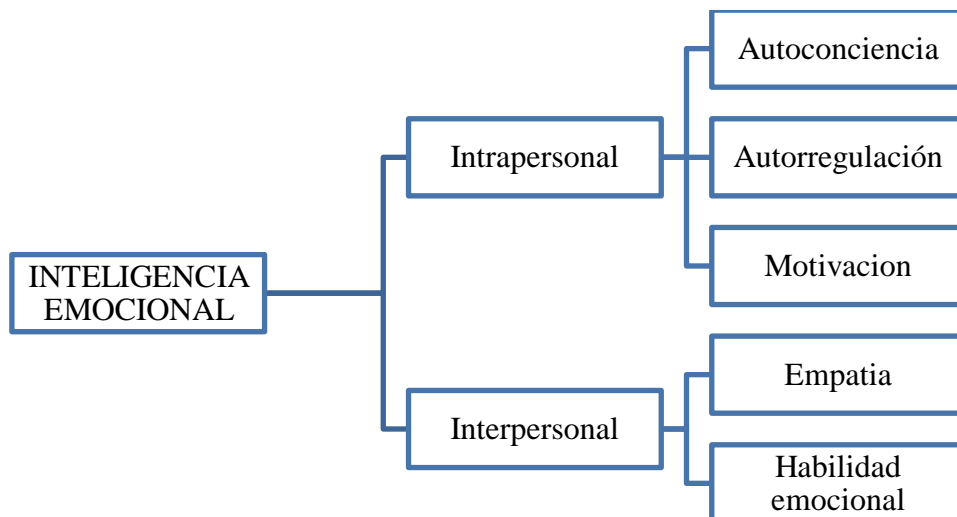 INTELIGENCIA
EMOCIONAL
Intrapersonal
Autoconciencia
Autorregulación
Motivacion
Interpersonal
Empatia
Habilidad
emocional